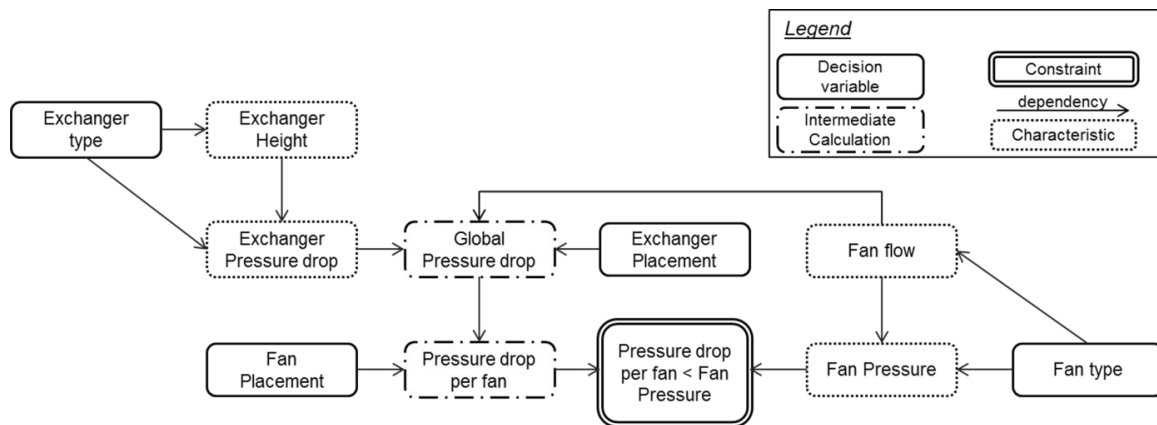 Legend
Decision
variable
Constraint
dependency
Intermediate
Calculation
Characteristic
Exchanger
type
Exchanger
Height
Exchanger
Pressure drop
Global
Pressure drop
Exchanger
Placement
Fan flow
Fan
Placement
Pressure drop
per fan
Pressure drop
per fan < Fan
Pressure
Fan Pressure
Fan type